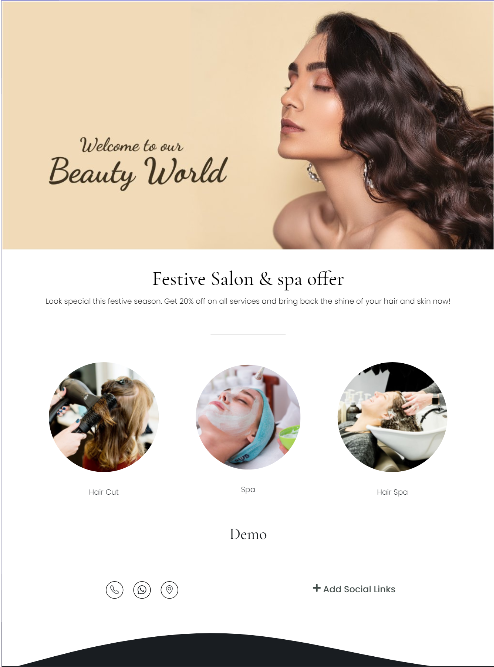 Welcome to our
Beauty World
Festive Salon & spa offer
Look special this festive season. Get 20% off on all services and bring back the shine of your hair and skin now!
Hair Cut
Spa
Hair Spa
Demo
+ Add Social Links